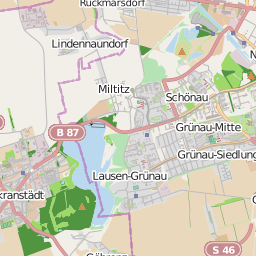 Rückmarsdorf
Lindennaundorf
Miltitz
Schönau
B 87
Grünau-Mitte
Grünau-Siedlung
Lausen-Grünau
kranstädt
S 46